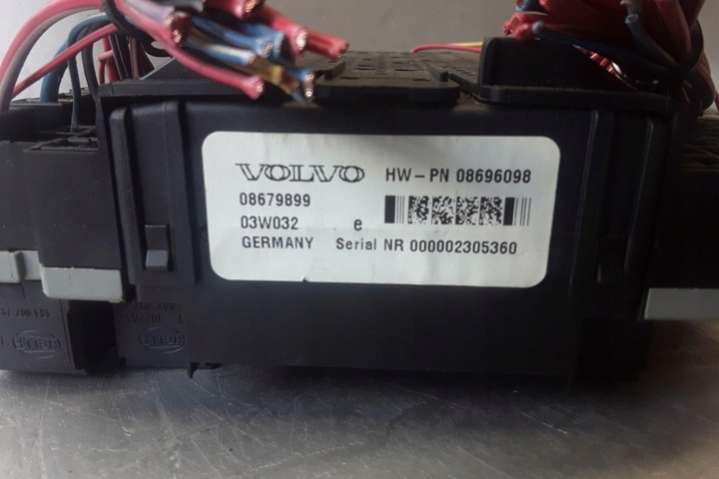 VOLVO HW-PN 08696098
08679899
03W032 e
GERMANY Serial NR 000002305360